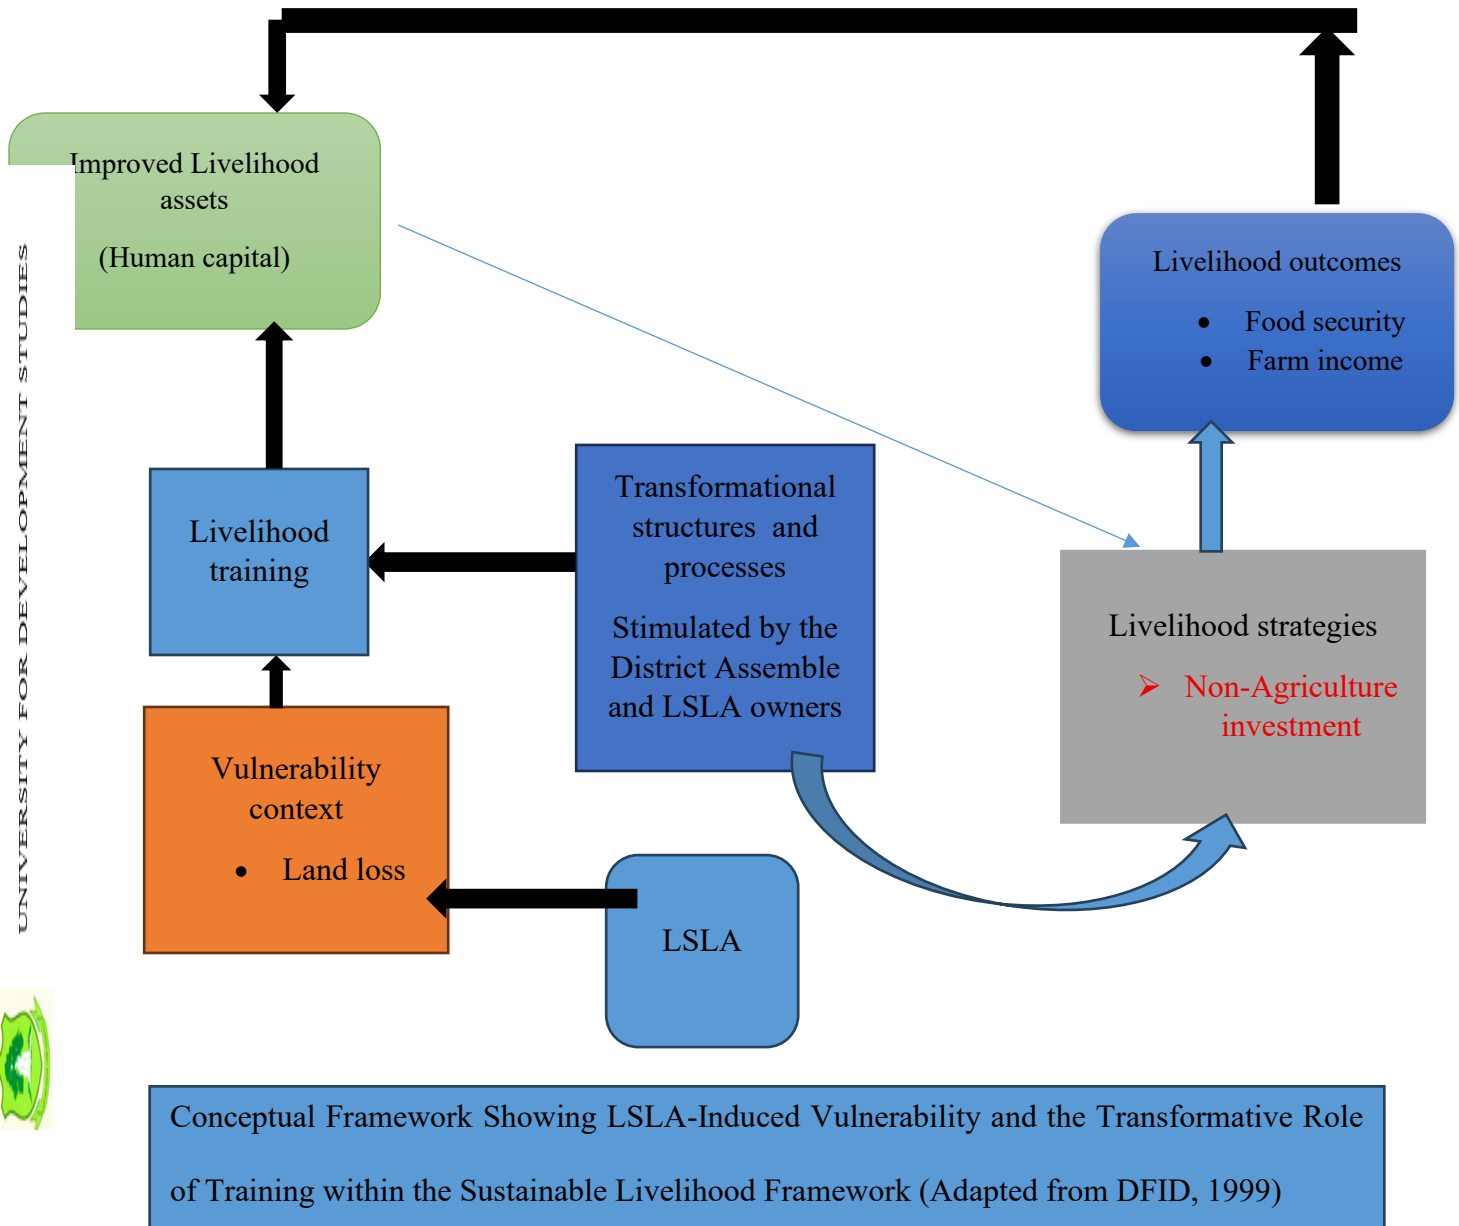 Improved Livelihood
assets
(Human capital)
Livelihood outcomes
• Food security
• Farm income
UNIVERSITY FOR DEVELOPMENT STUDIES
Livelihood
training
Transformational
structures and
processes
Stimulated by the
District Assemble
and LSLA owners
Livelihood strategies
➢ Non-Agriculture
investment
Vulnerability
context
• Land loss
LSLA
Conceptual Framework Showing LSLA-Induced Vulnerability and the Transformative Role
of Training within the Sustainable Livelihood Framework (Adapted from DFID, 1999)